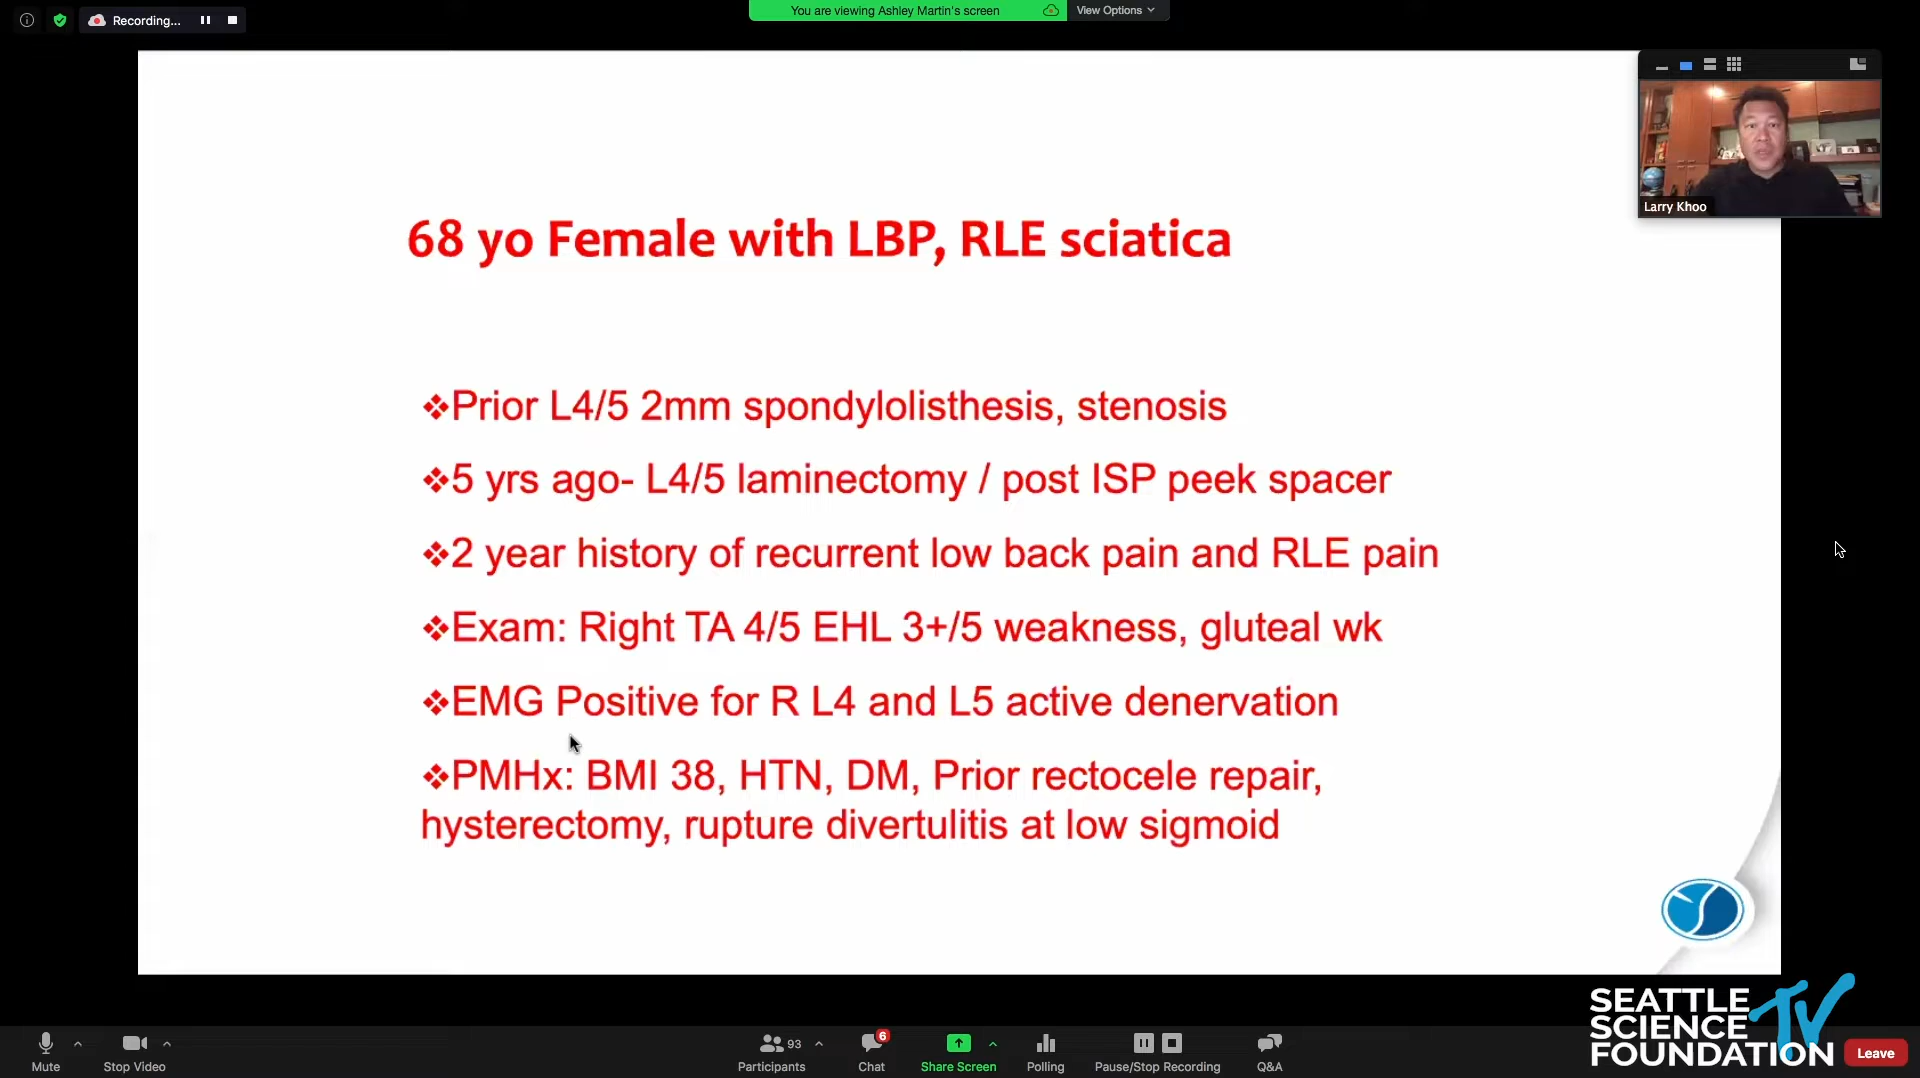 Recording...
You are viewing Ashley Martin's screen
View Options
Larry Khoo
68 yo Female with LBP, RLE sciatica
❖Prior L4/5 2mm spondylolisthesis, stenosis
❖5 yrs ago- L4/5 laminectomy / post ISP peek spacer
❖2 year history of recurrent low back pain and RLE pain
❖Exam: Right TA 4/5 EHL 3+/5 weakness, gluteal wk
❖EMG Positive for R L4 and L5 active denervation
❖PMHx: BMI 38, HTN, DM, Prior rectocele repair,
hysterectomy, rupture divertulitis at low sigmoid
SEATTLE
SCIENCE
FOUNDATION
TV
Mute
Stop Video
93
Participants
6
Chat
Share Screen
Polling
Pause/Stop Recording
Q&A
Leave